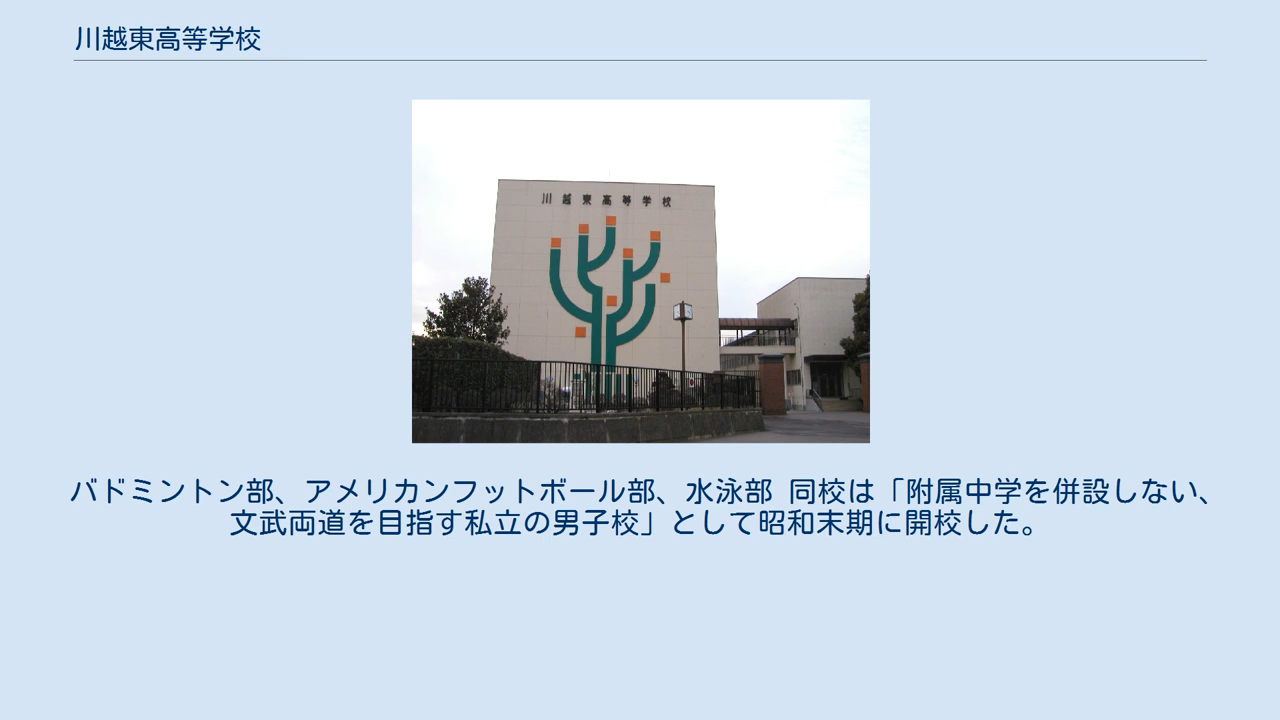 川越東高等学校
川越東高等学校
バドミントン部、アメリカンフットボール部、水泳部 同校は「附属中学を併設しない、
文武両道を目指す私立の男子校」として昭和末期に開校した。